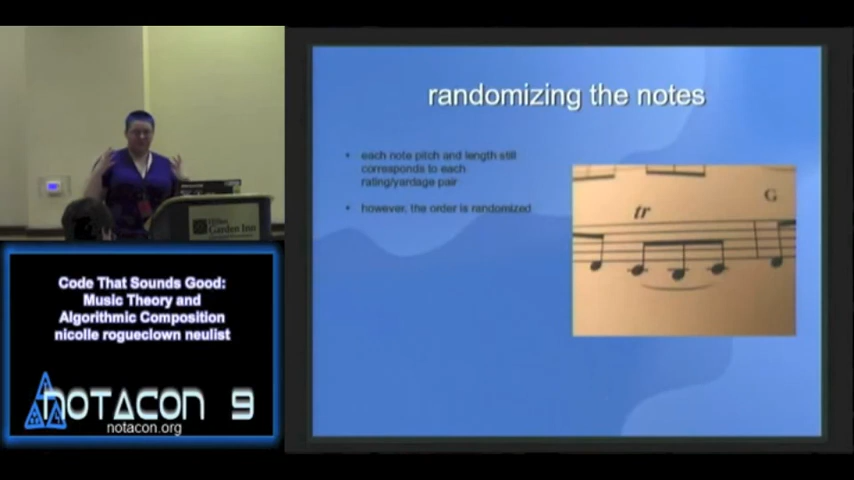 randomizing the notes
• each note pitch and length still
corresponds to each
rating/yardage pair
• however, the order is randomized
tr
G
Garden Inn
Code That Sounds Good:
Music Theory and
Algorithmic Composition
nicolle rogueclown neulist
NOTACON 9
notacon.org